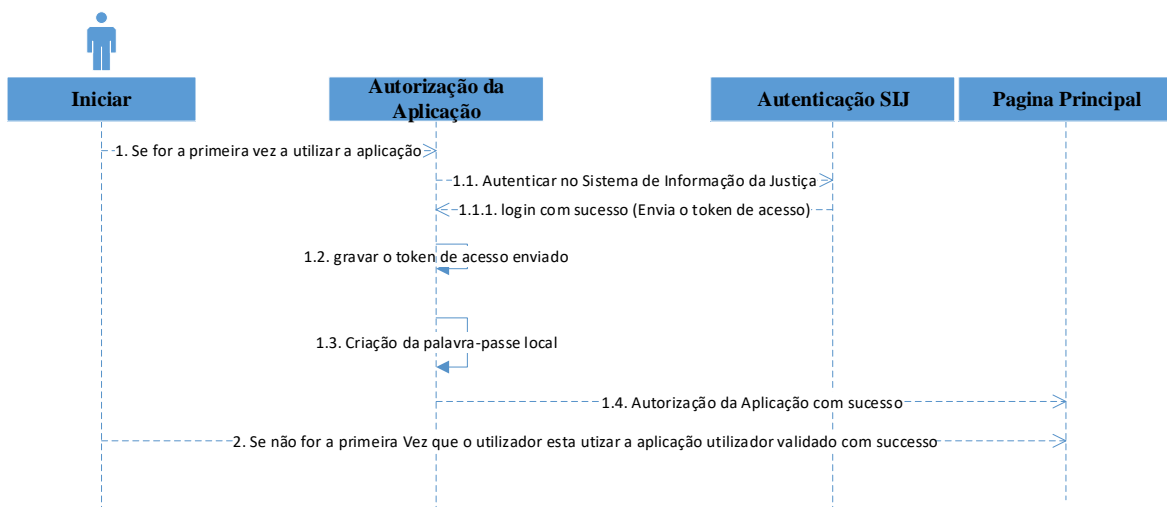 Iniciar
Autorização da
Aplicação
Autenticação SIJ
Pagina Principal
1. Se for a primeira vez a utilizar a aplicação
1.1. Autenticar no Sistema de Informação da Justiça
1.1.1. login com sucesso (Envia o token de acesso)
1.2. gravar o token de acesso enviado
1.3. Criação da palavra-passe local
1.4. Autorização da Aplicação com sucesso
2. Se não for a primeira Vez que o utilizador esta utizar a aplicação utilizador validado com successo